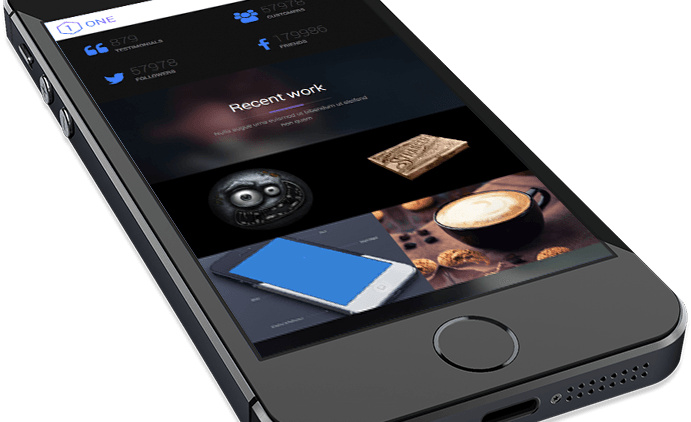 1 ONE
879
TESTIMONIALS
57978
CUSTOMERS
57978
FOLLOWERS
179986
FRIENDS
Recent work
Nulla augue urna euismod ut bibendum ut eleifend
non quam